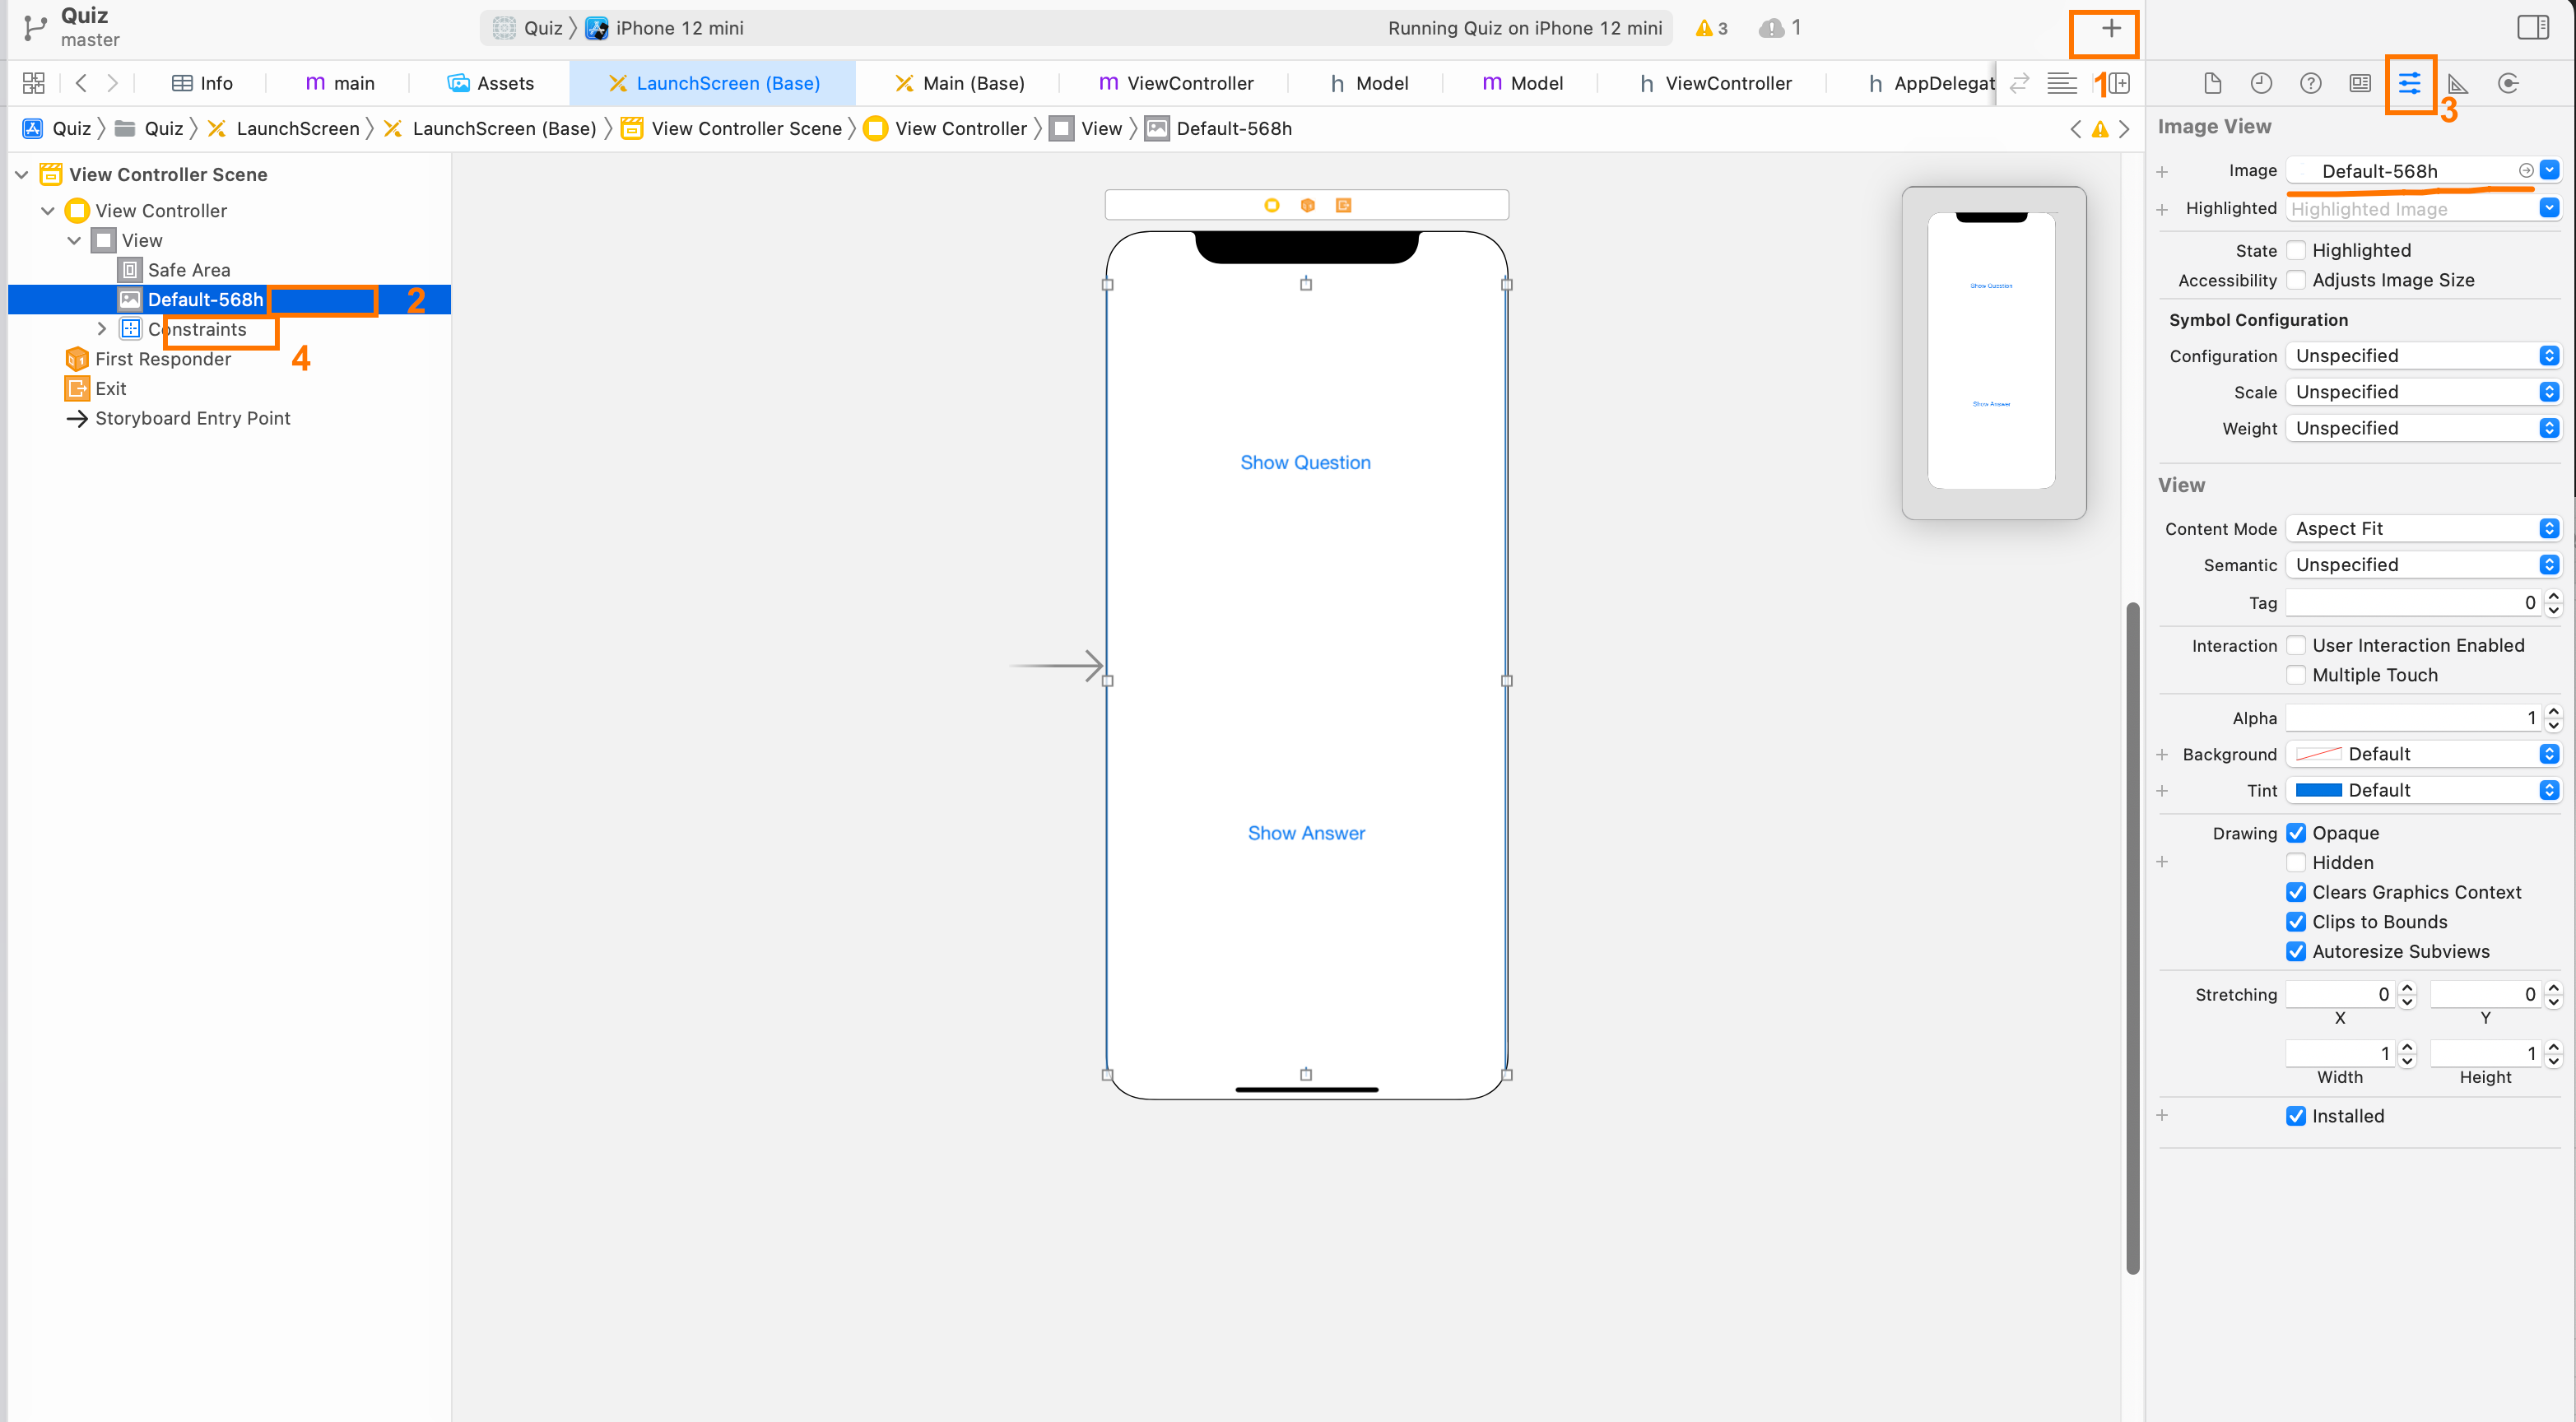 Quiz
master
Quiz iPhone 12 mini Running Quiz on iPhone 12 mini 3 1
Info m main Assets LaunchScreen (Base) Main (Base) m ViewController h Model m Model h ViewController h AppDelegat 1
3
Quiz Quiz LaunchScreen LaunchScreen (Base) View Controller Scene View Controller View Default-568h
View Controller Scene
View Controller
View
Safe Area
Default-568h 2
Constraints
4
First Responder
Exit
Storyboard Entry Point
Show Question
Show Answer
Show Question
Show Answer
Image View
Image Default-568h
Highlighted Highlighted Image
State Highlighted
Accessibility Adjusts Image Size
Symbol Configuration
Configuration Unspecified
Scale Unspecified
Weight Unspecified
View
Content Mode Aspect Fit
Semantic Unspecified
Tag 0
Interaction User Interaction Enabled
Multiple Touch
Alpha 1
Background Default
Tint Default
Drawing Opaque
Hidden
Clears Graphics Context
Clips to Bounds
Autoresize Subviews
Stretching 0 0
X Y
1 1
Width Height
Installed